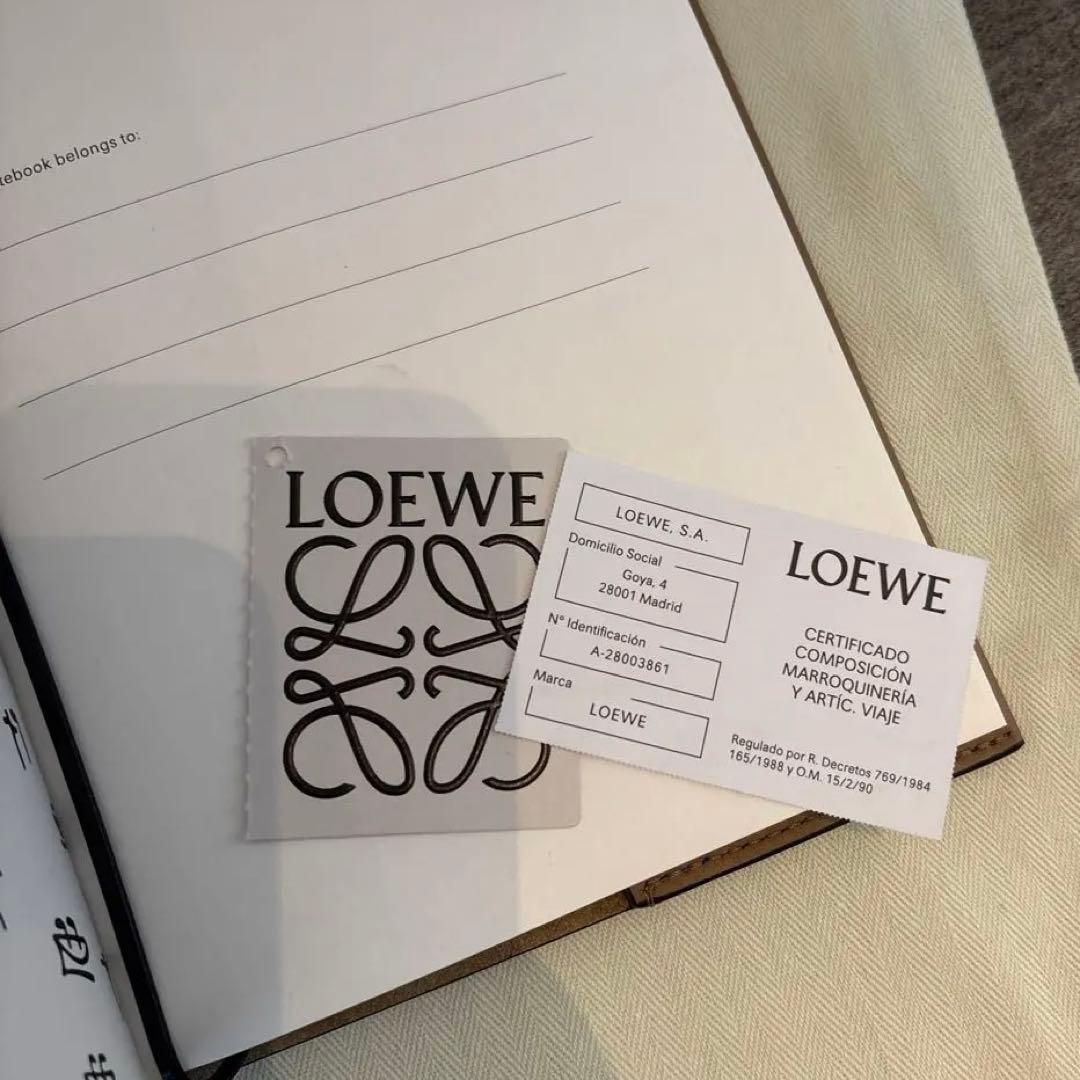 belongs to:
LOEWE
LOEWE, S.A.
Domicilio Social
Goya, 4
28001 Madrid
Nº Identificación
A-28003861
Marca
LOEWE
LOEWE
CERTIFICADO
COMPOSICIÓN
MARROQUINERÍA
Y ARTÍC. VIAJE
Regulado por R. Decretos 769/1984
165/1988 y O.M. 15/2/90